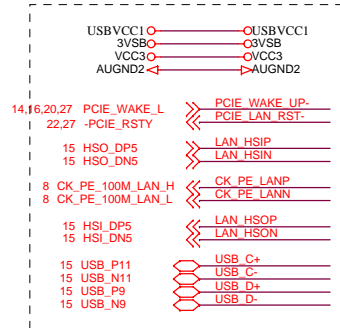 USBVCC1 USBVCC1
3VSB 3VSB
VCC3 VCC3
AUGND2 AUGND2
14,16,20,27 PCIE_WAKE_L PCIE_WAKE_UP-
22,27 -PCIE_RSTY PCIE_LAN_RST-
15 HSO_DP5 LAN_HSIP
15 HSO_DN5 LAN_HSIN
8 CK_PE_100M_LAN_H CK_PE_LANP
8 CK_PE_100M_LAN_L CK_PE_LANN
15 HSI_DP5 LAN_HSOP
15 HSI_DN5 LAN_HSON
15 USB_P11 USB_C+
15 USB_N11 USB_C-
15 USB_P9 USB_D+
15 USB_N9 USB_D-